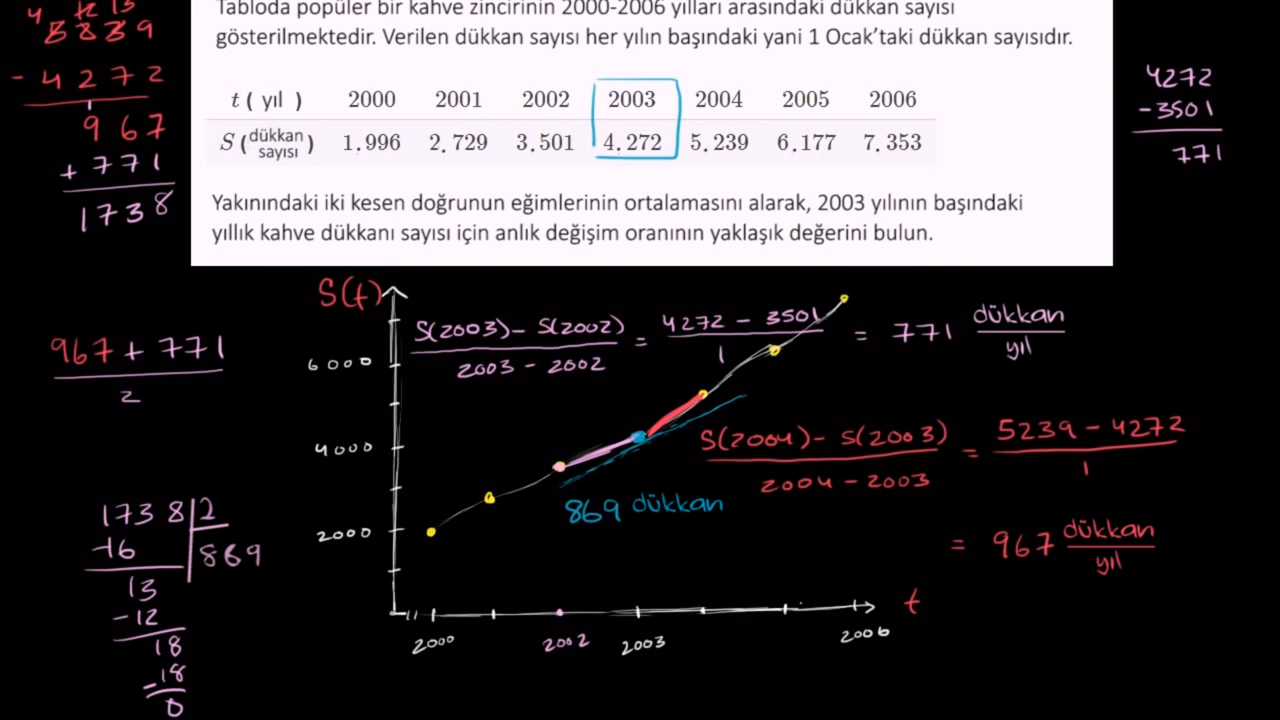 Tabloda popüler bir kahve zincirinin 2000-2006 yılları arasındaki dükkan sayısı
gösterilmektedir. Verilen dükkan sayısı her yılın başındaki yani 1 Ocak'taki dükkan sayısıdır.
t ( yıl ) 2000 2001 2002 2003 2004 2005 2006
S ( dükkan sayısı ) 1.996 2.729 3.501 4.272 5.239 6.177 7.353
Yakınındaki iki kesen doğrunun eğimlerinin ortalamasını alarak, 2003 yılının başındaki
yıllık kahve dükkanı sayısı için anlık değişim oranının yaklaşık değerini bulun.
4 12 13
- 4272
967
+ 771
1738
4272
- 3501
771
967 + 771
2
1738 2
-16 869
13
-12
18
-18
0
S(t)
6000
4000
2000
S(2003) - S(2002) = 4272 - 3501 = 771 dükkan
2003 - 2002 1 yıl
S(2004) - S(2003) = 5239 - 4272
2004 - 2003 1
= 967 dükkan
yıl
869 dükkan
t
2000 2002 2003 2006